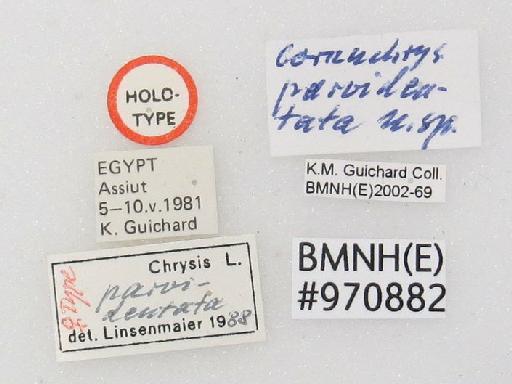 HOLO-
TYPE
EGYPT
Assiut
5–10.v.1981
K. Guichard
♀ Type
Chrysis L.
parvi-
dentata
det. Linsenmaier 1988
Cornuchrys
parviden-
tata n.sp.
K.M. Guichard Coll.
BMNH(E)2002-69
BMNH(E)
#970882